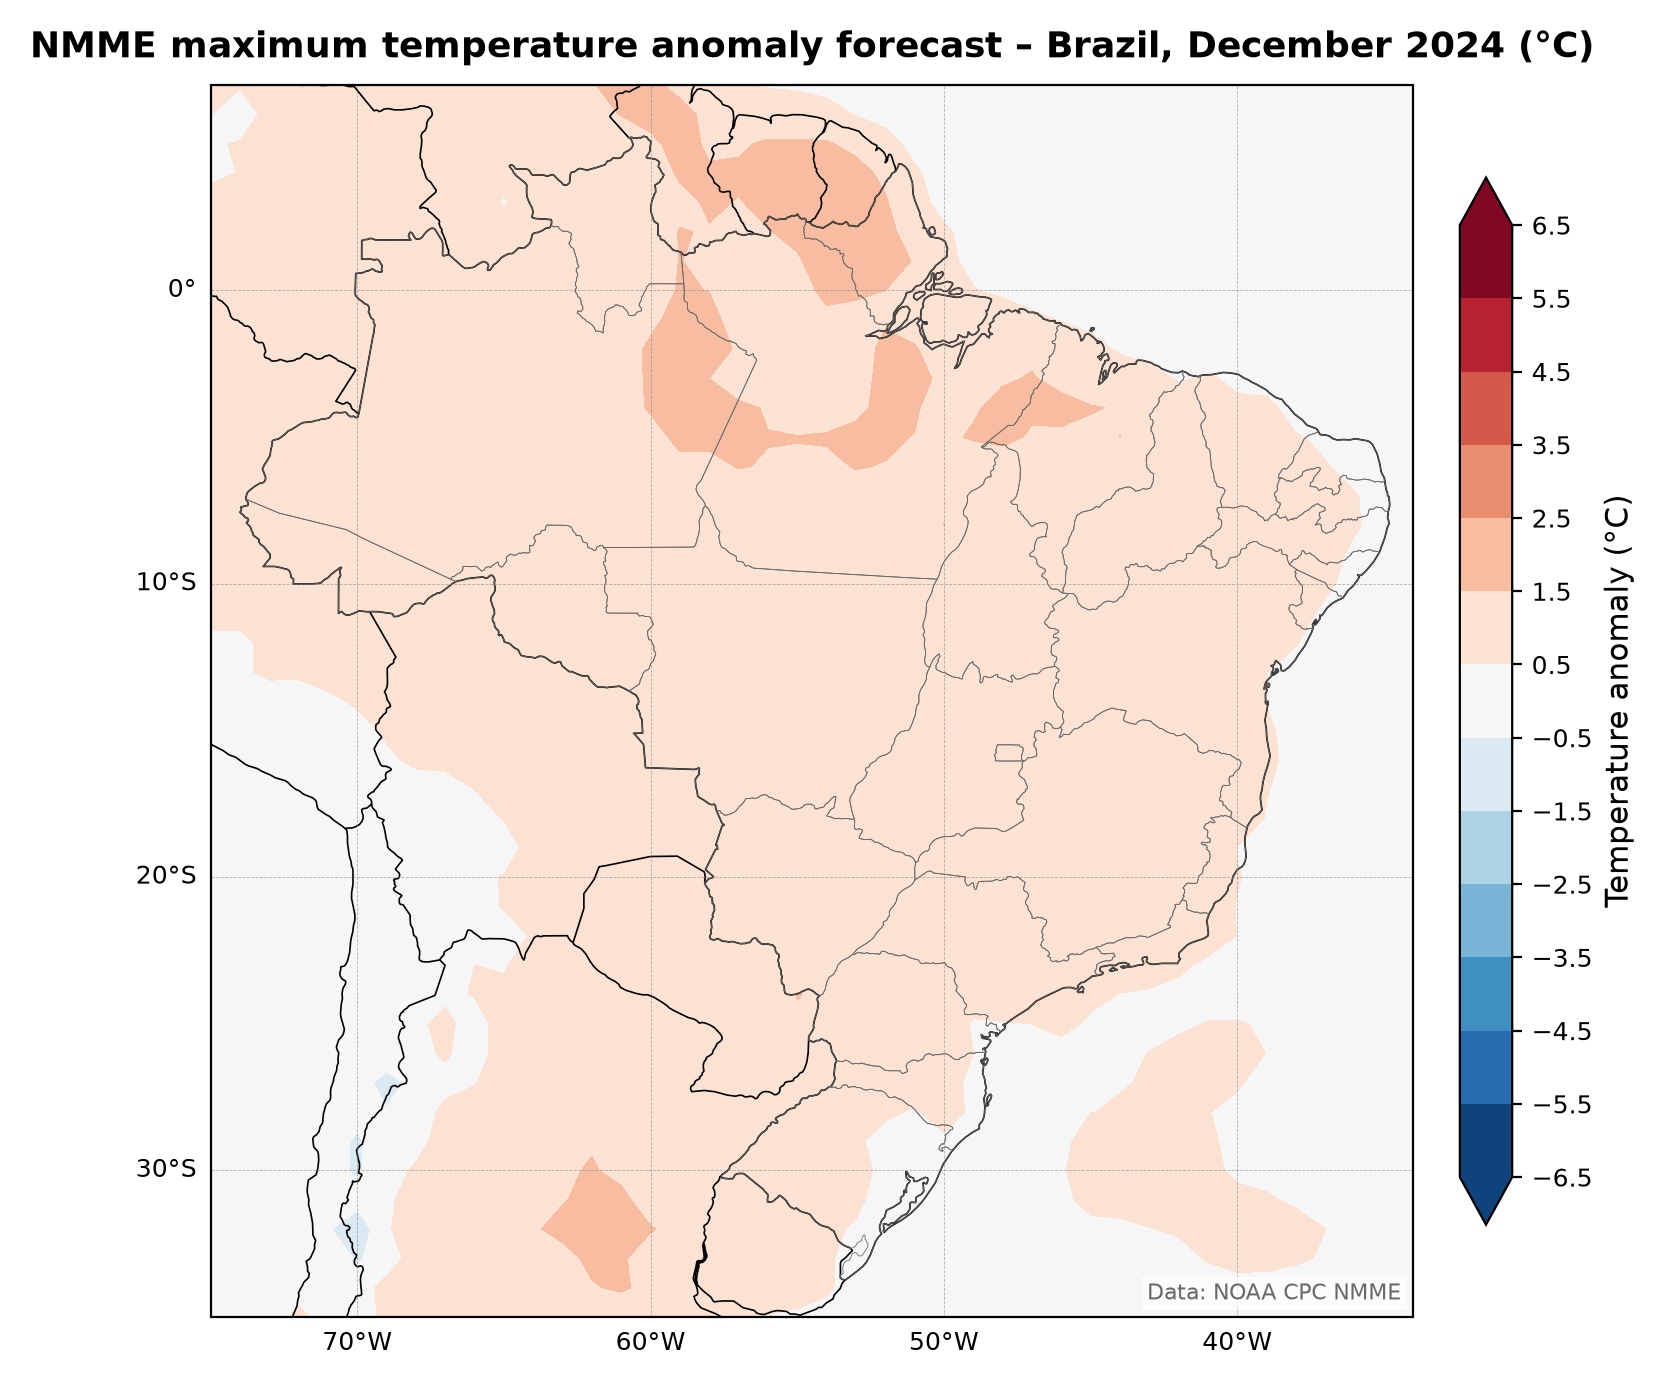 NMME maximum temperature anomaly forecast – Brazil, December 2024 (°C)
0°
10°S
20°S
30°S
70°W
60°W
50°W
40°W
Data: NOAA CPC NMME
6.5
5.5
4.5
3.5
2.5
1.5
0.5
−0.5
−1.5
−2.5
−3.5
−4.5
−5.5
−6.5
Temperature anomaly (°C)